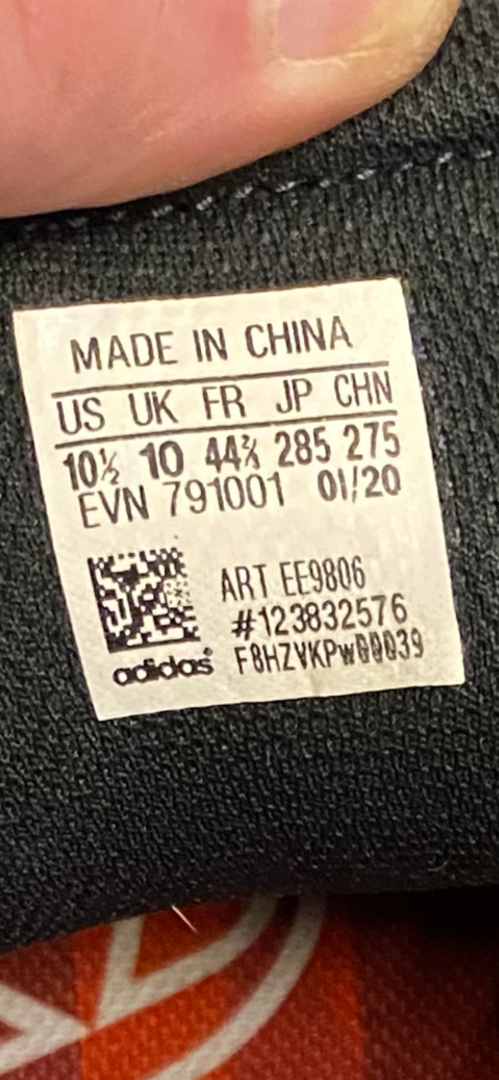 MADE IN CHINA
US UK FR JP CHN
10½ 10 44⅔ 285 275
EVN 791001 01/20
ART EE9806
#123832576
adidas